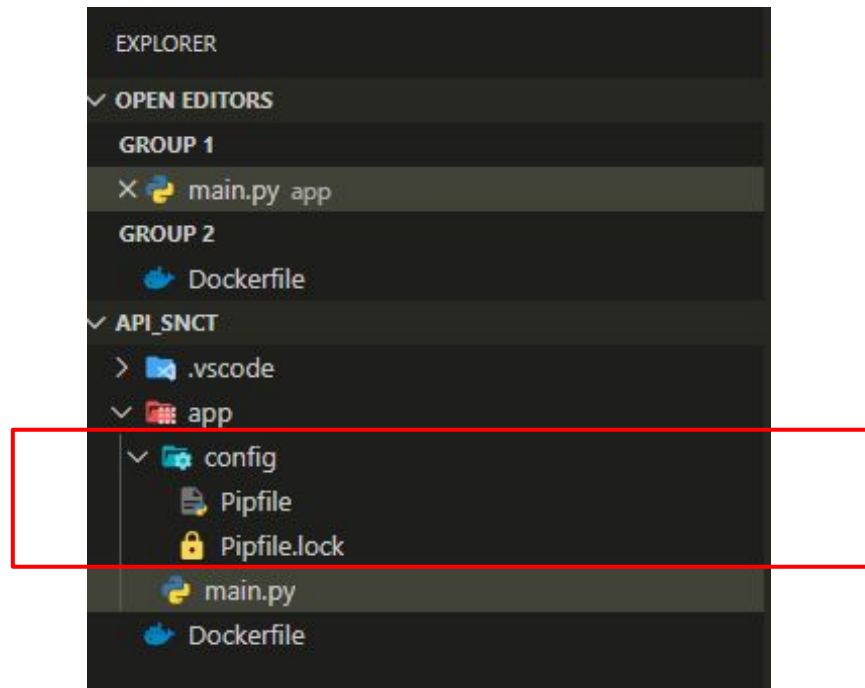 EXPLORER
OPEN EDITORS
GROUP 1
main.py app
GROUP 2
Dockerfile
API_SNCT
.vscode
app
config
Pipfile
Pipfile.lock
main.py
Dockerfile